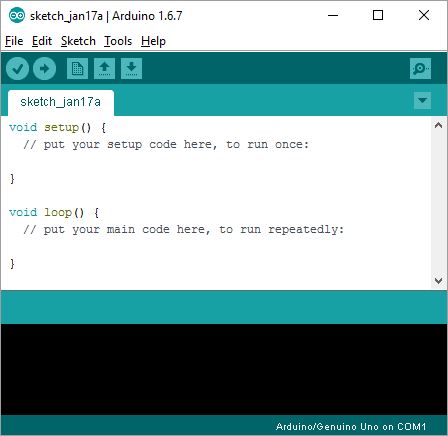 sketch_jan17a | Arduino 1.6.7
File Edit Sketch Tools Help
sketch_jan17a
void setup() {
  // put your setup code here, to run once:
}
void loop() {
  // put your main code here, to run repeatedly:
}
Arduino/Genuino Uno on COM1